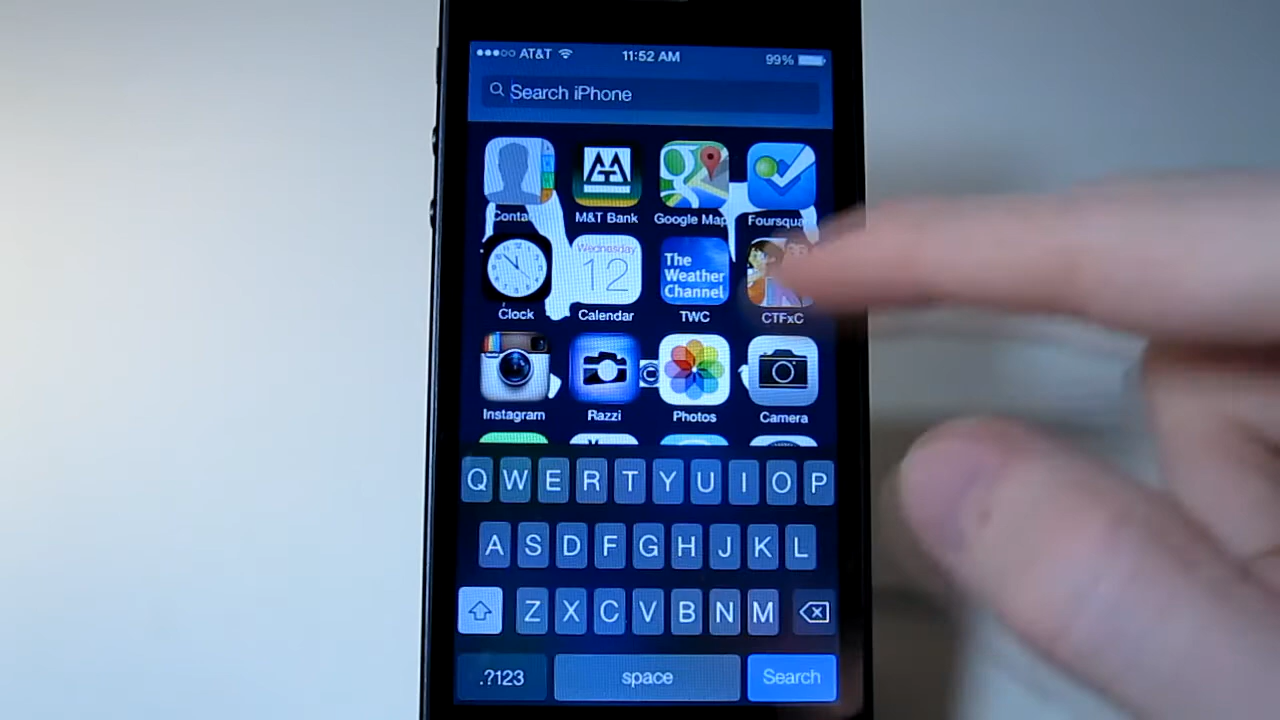 AT&T 11:52 AM 99%
Search iPhone
M&T Bank Google Map Foursqua
Wednesday
12
The
Weather
Channel
Clock Calendar TWC CTFxC
Instagram Razzi Photos Camera
Q W E R T Y U I O P
A S D F G H J K L
Z X C V B N M
.?123 space Search